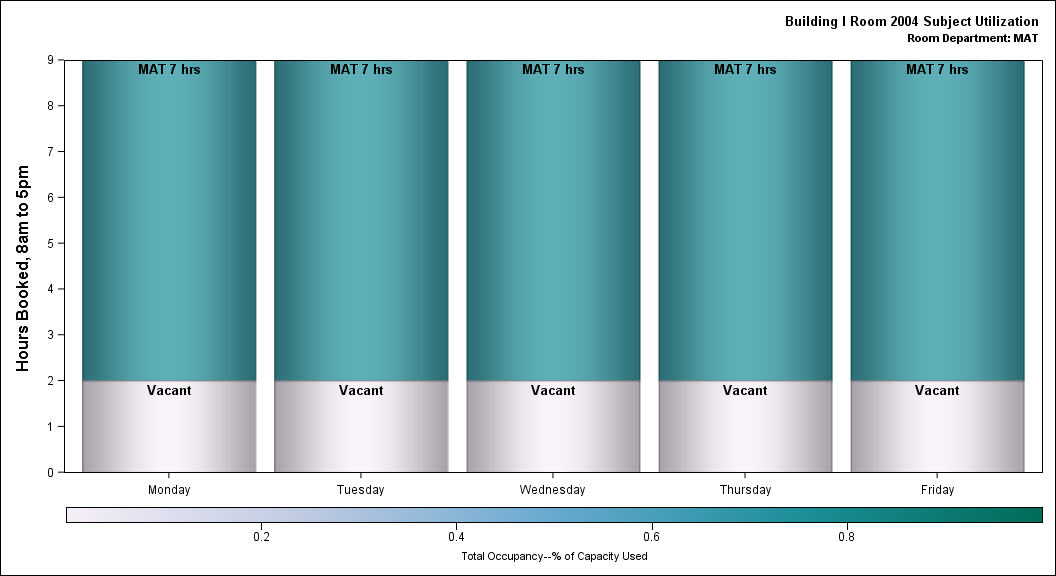 Building I Room 2004 Subject Utilization
Room Department: MAT
Hours Booked, 8am to 5pm
9
8
7
6
5
4
3
2
1
0
MAT 7 hrs MAT 7 hrs MAT 7 hrs MAT 7 hrs MAT 7 hrs
Vacant Vacant Vacant Vacant Vacant
Monday Tuesday Wednesday Thursday Friday
0.2 0.4 0.6 0.8
Total Occupancy--% of Capacity Used